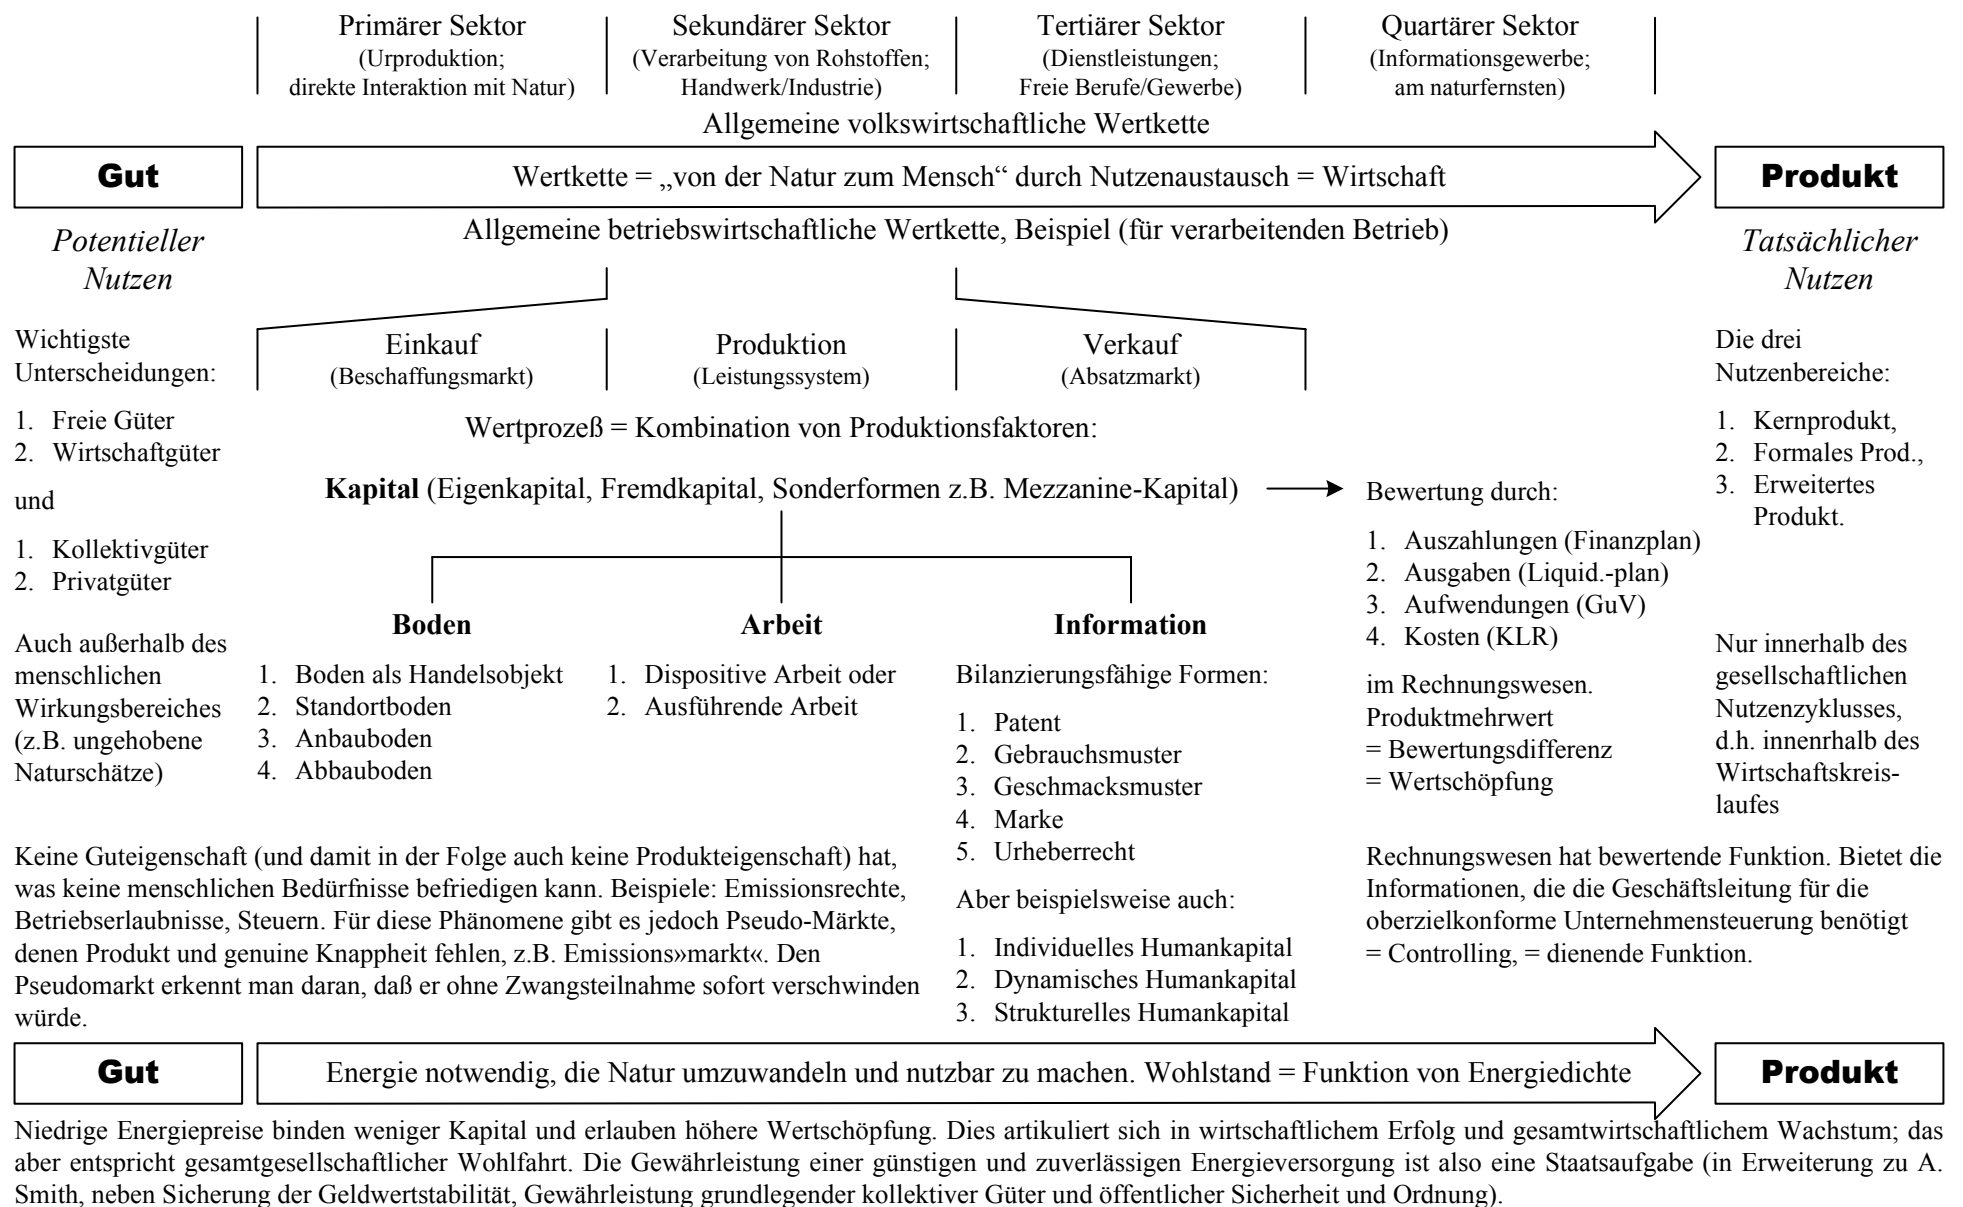 Primärer Sektor
(Urproduktion;
direkte Interaktion mit Natur)
Sekundärer Sektor
(Verarbeitung von Rohstoffen;
Handwerk/Industrie)
Tertiärer Sektor
(Dienstleistungen;
Freie Berufe/Gewerbe)
Quartärer Sektor
(Informationsgewerbe;
am naturfernsten)
Allgemeine volkswirtschaftliche Wertkette
Gut
Wertkette = „von der Natur zum Mensch“ durch Nutzenaustausch = Wirtschaft
Produkt
Allgemeine betriebswirtschaftliche Wertkette, Beispiel (für verarbeitenden Betrieb)
Potentieller
Nutzen
Tatsächlicher
Nutzen
Wichtigste
Unterscheidungen:
1. Freie Güter
2. Wirtschaftgüter
und
1. Kollektivgüter
2. Privatgüter
Auch außerhalb des
menschlichen
Wirkungsbereiches
(z.B. ungehobene
Naturschätze)
Einkauf
(Beschaffungsmarkt)
Produktion
(Leistungssystem)
Verkauf
(Absatzmarkt)
Wertprozeß = Kombination von Produktionsfaktoren:
Kapital (Eigenkapital, Fremdkapital, Sonderformen z.B. Mezzanine-Kapital)
Boden
1. Boden als Handelsobjekt
2. Standortboden
3. Anbauboden
4. Abbauboden
Arbeit
1. Dispositive Arbeit oder
2. Ausführende Arbeit
Information
Bilanzierungsfähige Formen:
1. Patent
2. Gebrauchsmuster
3. Geschmacksmuster
4. Marke
5. Urheberrecht
Aber beispielsweise auch:
1. Individuelles Humankapital
2. Dynamisches Humankapital
3. Strukturelles Humankapital
Bewertung durch:
1. Auszahlungen (Finanzplan)
2. Ausgaben (Liquid.-plan)
3. Aufwendungen (GuV)
4. Kosten (KLR)
im Rechnungswesen.
Produktmehrwert
= Bewertungsdifferenz
= Wertschöpfung
Die drei
Nutzenbereiche:
1. Kernprodukt,
2. Formales Prod.,
3. Erweitertes
Produkt.
Nur innerhalb des
gesellschaftlichen
Nutzenzyklusses,
d.h. innenrhalb des
Wirtschaftskreis-
laufes
Keine Guteigenschaft (und damit in der Folge auch keine Produkteigenschaft) hat,
was keine menschlichen Bedürfnisse befriedigen kann. Beispiele: Emissionsrechte,
Betriebserlaubnisse, Steuern. Für diese Phänomene gibt es jedoch Pseudo-Märkte,
denen Produkt und genuine Knappheit fehlen, z.B. Emissions»markt«. Den
Pseudomarkt erkennt man daran, daß er ohne Zwangsteilnahme sofort verschwinden
würde.
Rechnungswesen hat bewertende Funktion. Bietet die
Informationen, die die Geschäftsleitung für die
oberzielkonforme Unternehmensteuerung benötigt
= Controlling, = dienende Funktion.
Gut
Energie notwendig, die Natur umzuwandeln und nutzbar zu machen. Wohlstand = Funktion von Energiedichte
Produkt
Niedrige Energiepreise binden weniger Kapital und erlauben höhere Wertschöpfung. Dies artikuliert sich in wirtschaftlichem Erfolg und gesamtwirtschaftlichem Wachstum; das
aber entspricht gesamtgesellschaftlicher Wohlfahrt. Die Gewährleistung einer günstigen und zuverlässigen Energieversorgung ist also eine Staatsaufgabe (in Erweiterung zu A.
Smith, neben Sicherung der Geldwertstabilität, Gewährleistung grundlegender kollektiver Güter und öffentlicher Sicherheit und Ordnung).